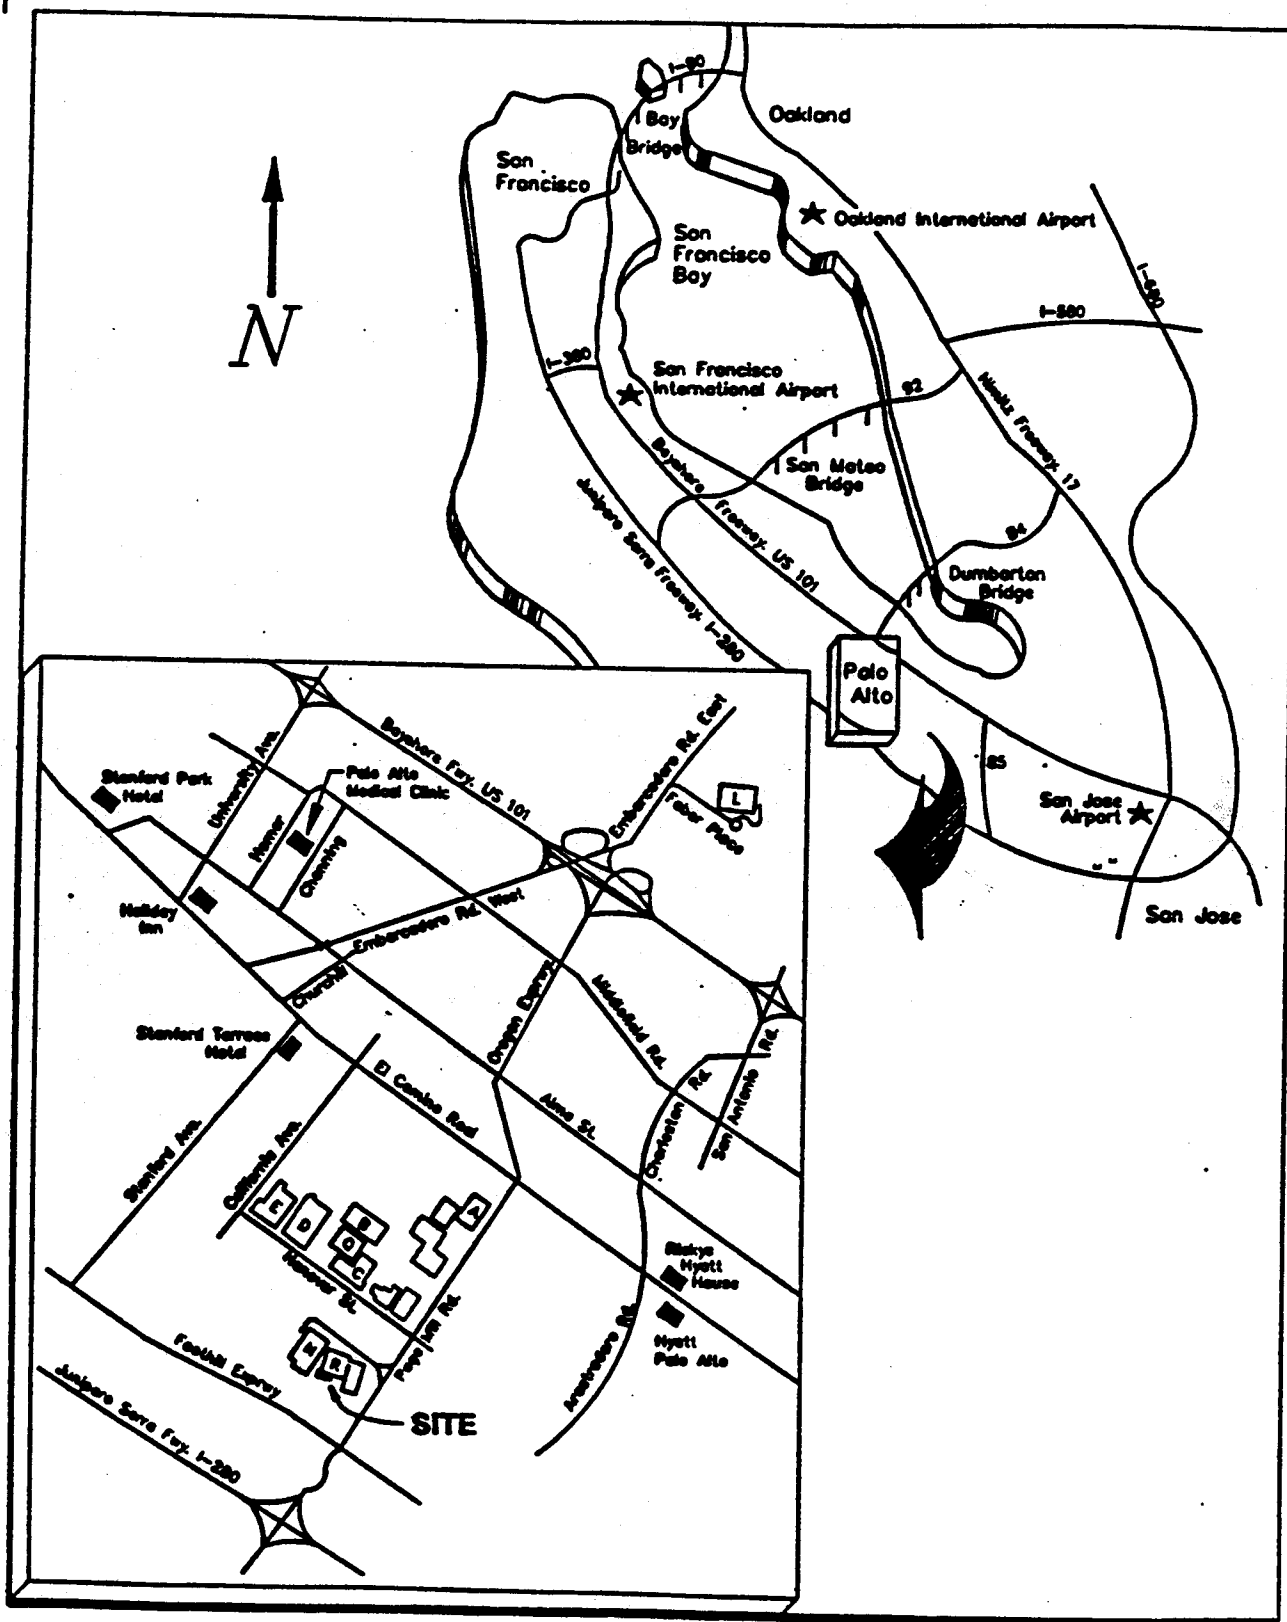 I-80
Oakland
Bay
Bridge
San
Francisco
Oakland International Airport
San
Francisco
Bay
I-680
I-580
N
I-380
San Francisco
International Airport
92
Nimitz Freeway, 17
San Mateo
Bridge
Bayshore Freeway, US 101
Junipero Serra Freeway, I-280
84
Dumbarton
Bridge
Palo
Alto
85
San Jose
Airport
San Jose
Stanford Park
Hotel
University Ave.
Bayshore Fwy. US 101
Palo Alto
Medical Clinic
Homer
Channing
Embarcadero Rd. East
Faber Place
L
Holiday
Inn
Embarcadero Rd. West
Churchill
Oregon Exprwy.
Middlefield Rd.
Stanford Terrace
Hotel
El Camino Real
Alma St.
Charleston Rd.
San Antonio Rd.
Stanford Ave.
California Ave.
E
D
B
O
C
A
Hanover St.
Rickys
Hyatt
House
Hyatt
Palo Alto
Arastradero Rd.
Page Mill Rd.
M
R
SITE
Foothill Exprwy
Junipero Serra Fwy. I-280